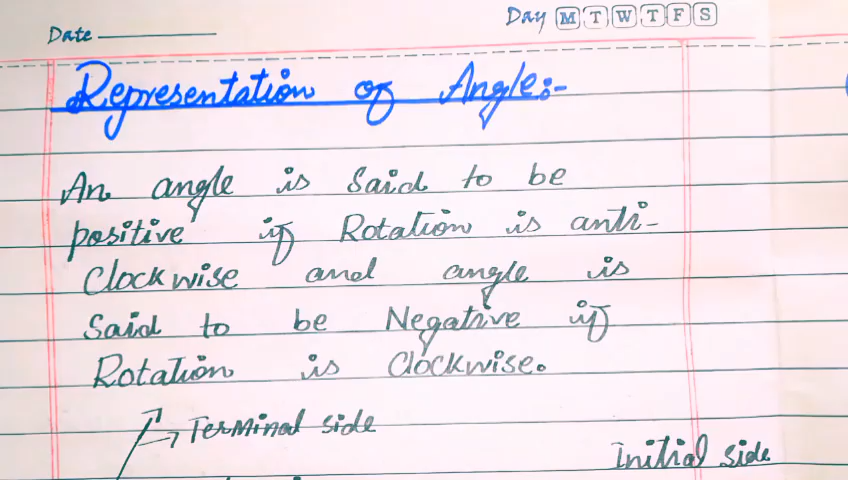 Date
Day M T W T F S
Representation of Angle:-
An angle is said to be
positive if Rotation is anti-
Clockwise and angle is
Said to be Negative if
Rotation is Clockwise.
Terminal side
Initial side